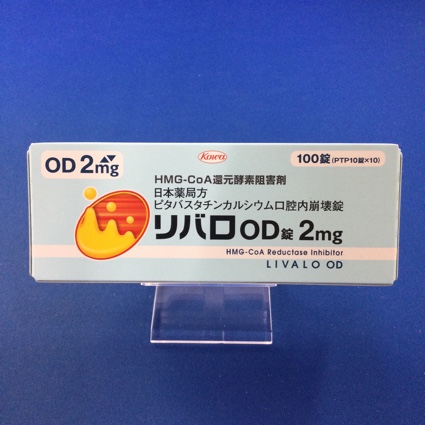 OD 2mg
Kowa
100錠(PTP10錠×10)
HMG-CoA還元酵素阻害剤
日本薬局方
ピタバスタチンカルシウム口腔内崩壊錠
リバロOD錠 2mg
HMG-CoA Reductase Inhibitor
LIVALO OD